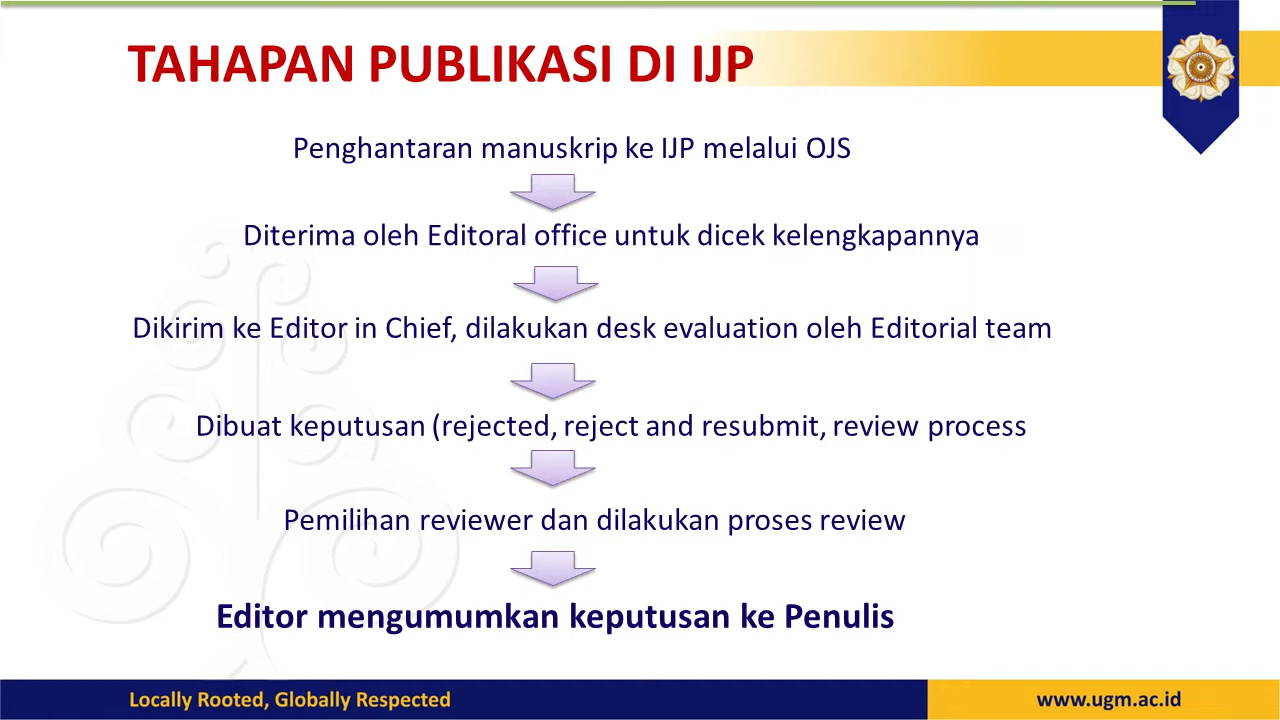 TAHAPAN PUBLIKASI DI IJP
Penghantaran manuskrip ke IJP melalui OJS
Diterima oleh Editoral office untuk dicek kelengkapannya
Dikirim ke Editor in Chief, dilakukan desk evaluation oleh Editorial team
Dibuat keputusan (rejected, reject and resubmit, review process
Pemilihan reviewer dan dilakukan proses review
Editor mengumumkan keputusan ke Penulis
Locally Rooted, Globally Respected
www.ugm.ac.id